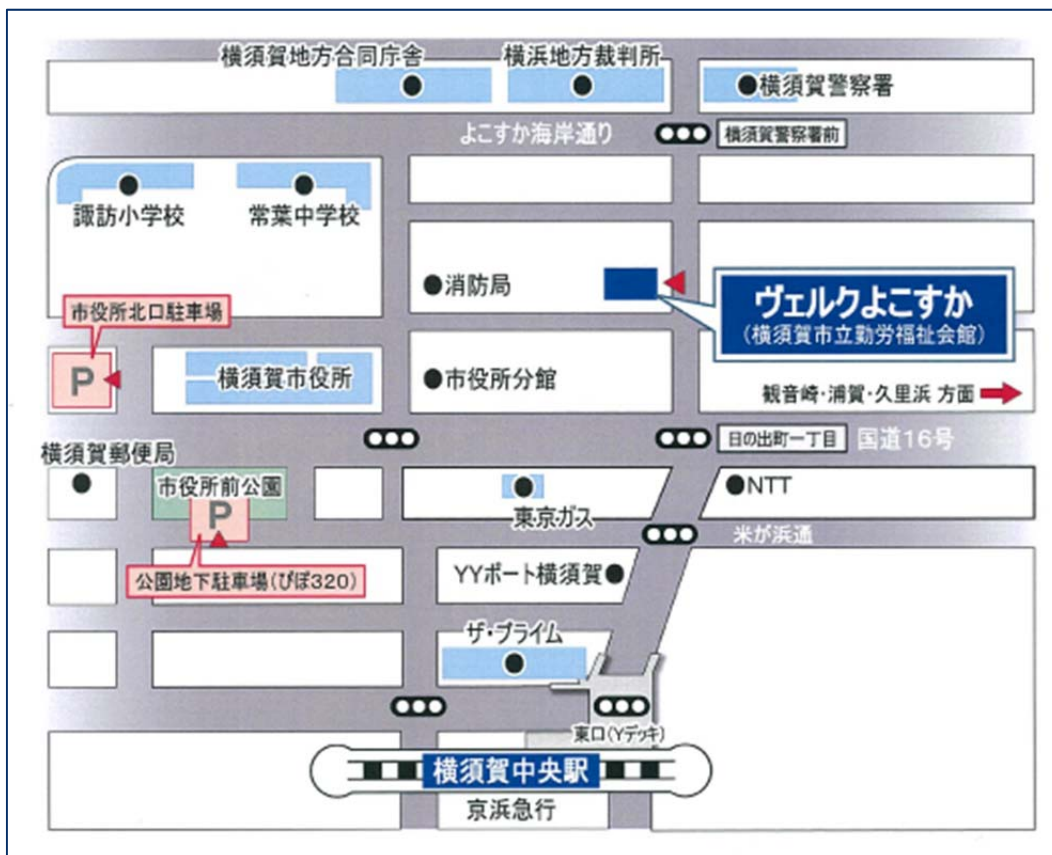 横須賀地方合同庁舎
横浜地方裁判所
横須賀警察署
よこすか海岸通り
横須賀警察署前
諏訪小学校
常葉中学校
消防局
ヴェルクよこすか
(横須賀市立勤労福祉会館)
市役所北口駐車場
P
横須賀市役所
市役所分館
観音崎・浦賀・久里浜 方面
日の出町一丁目
国道16号
横須賀郵便局
市役所前公園
P
東京ガス
NTT
米が浜通
公園地下駐車場(ぴぽ320)
YYポート横須賀
ザ・プライム
東口(Yデッキ)
横須賀中央駅
京浜急行